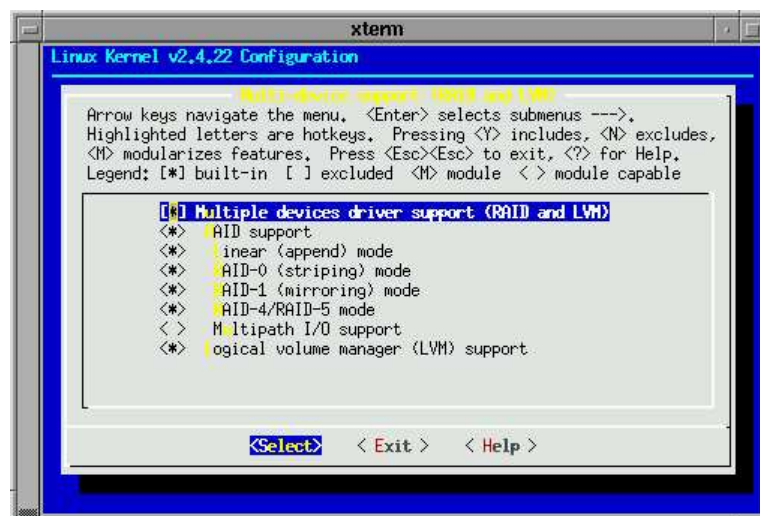 xterm
Linux Kernel v2.4.22 Configuration
Multi-device support (RAID and LVM)
Arrow keys navigate the menu. <Enter> selects submenus --->.
Highlighted letters are hotkeys. Pressing <Y> includes, <N> excludes,
<M> modularizes features. Press <Esc><Esc> to exit, <?> for Help.
Legend: [*] built-in [ ] excluded <M> module < > module capable
[*] Multiple devices driver support (RAID and LVM)
<*> RAID support
<*> Linear (append) mode
<*> RAID-0 (striping) mode
<*> RAID-1 (mirroring) mode
<*> RAID-4/RAID-5 mode
< > Multipath I/O support
<*> Logical volume manager (LVM) support
<Select> < Exit > < Help >